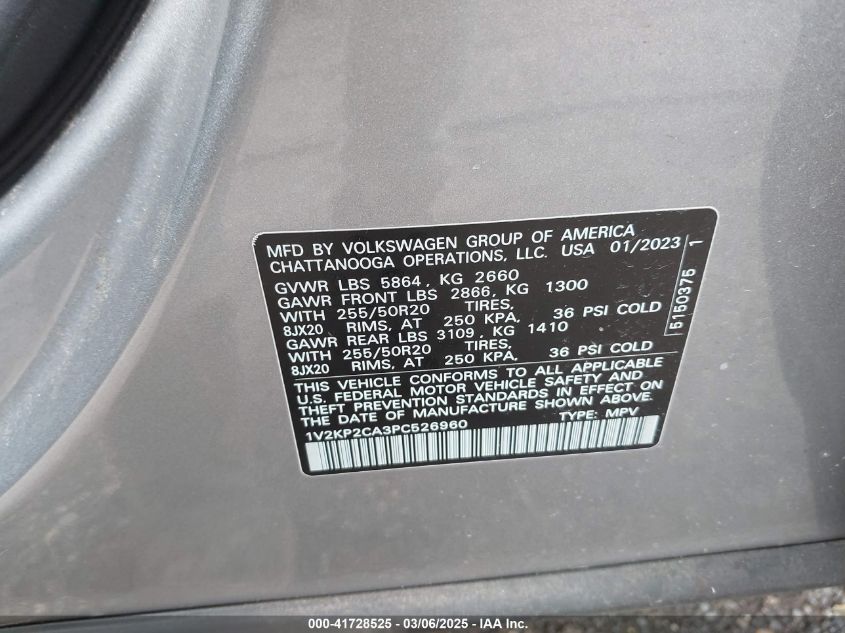 MFD BY VOLKSWAGEN GROUP OF AMERICA
CHATTANOOGA OPERATIONS, LLC. USA 01/2023
GVWR LBS 5864, KG 2660
GAWR FRONT LBS 2866, KG 1300
WITH 255/50R20 TIRES,
8JX20 RIMS, AT 250 KPA, 36 PSI COLD
GAWR REAR LBS 3109, KG 1410
WITH 255/50R20 TIRES,
8JX20 RIMS, AT 250 KPA, 36 PSI COLD
THIS VEHICLE CONFORMS TO ALL APPLICABLE
U.S. FEDERAL MOTOR VEHICLE SAFETY AND
THEFT PREVENTION STANDARDS IN EFFECT ON
THE DATE OF MANUFACTURE SHOWN ABOVE.
1V2KP2CA3PC526960 TYPE: MPV
5150375 1
000-41728525 - 03/06/2025 - IAA Inc.